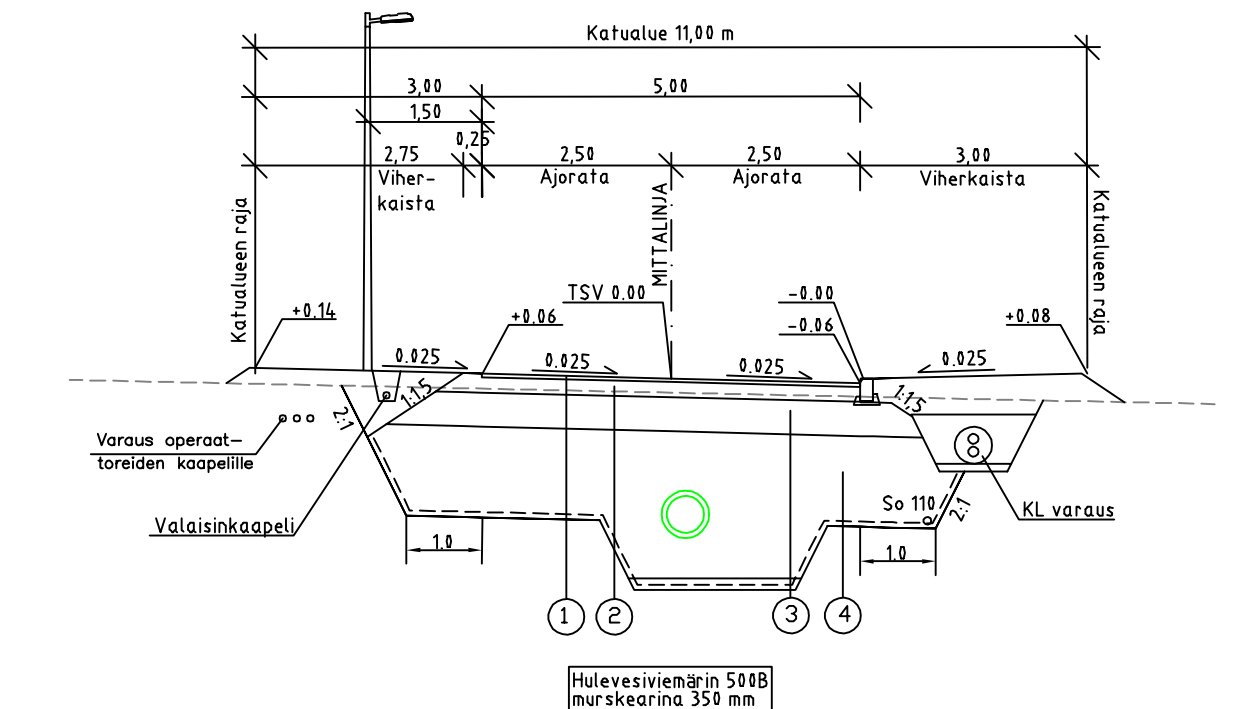 Katualue 11,00 m
3,00
5,00
1,50
0,25
2,75
2,50
2,50
3,00
Viher-
kaista
Ajorata
Ajorata
Viherkaista
Katualueen raja
MITTALINJA
Katualueen raja
TSV 0.00
-0.00
+0.14
+0.06
-0.06
+0.08
0.025
0.025
0.025
0.025
1:1,5
1:1,5
2:1
Varaus operaat-
toreiden kaapelille
Valaisinkaapeli
So 110
2:1
KL varaus
1.0
1.0
1
2
3
4
Hulevesiviemärin 500B
murskearina 350 mm